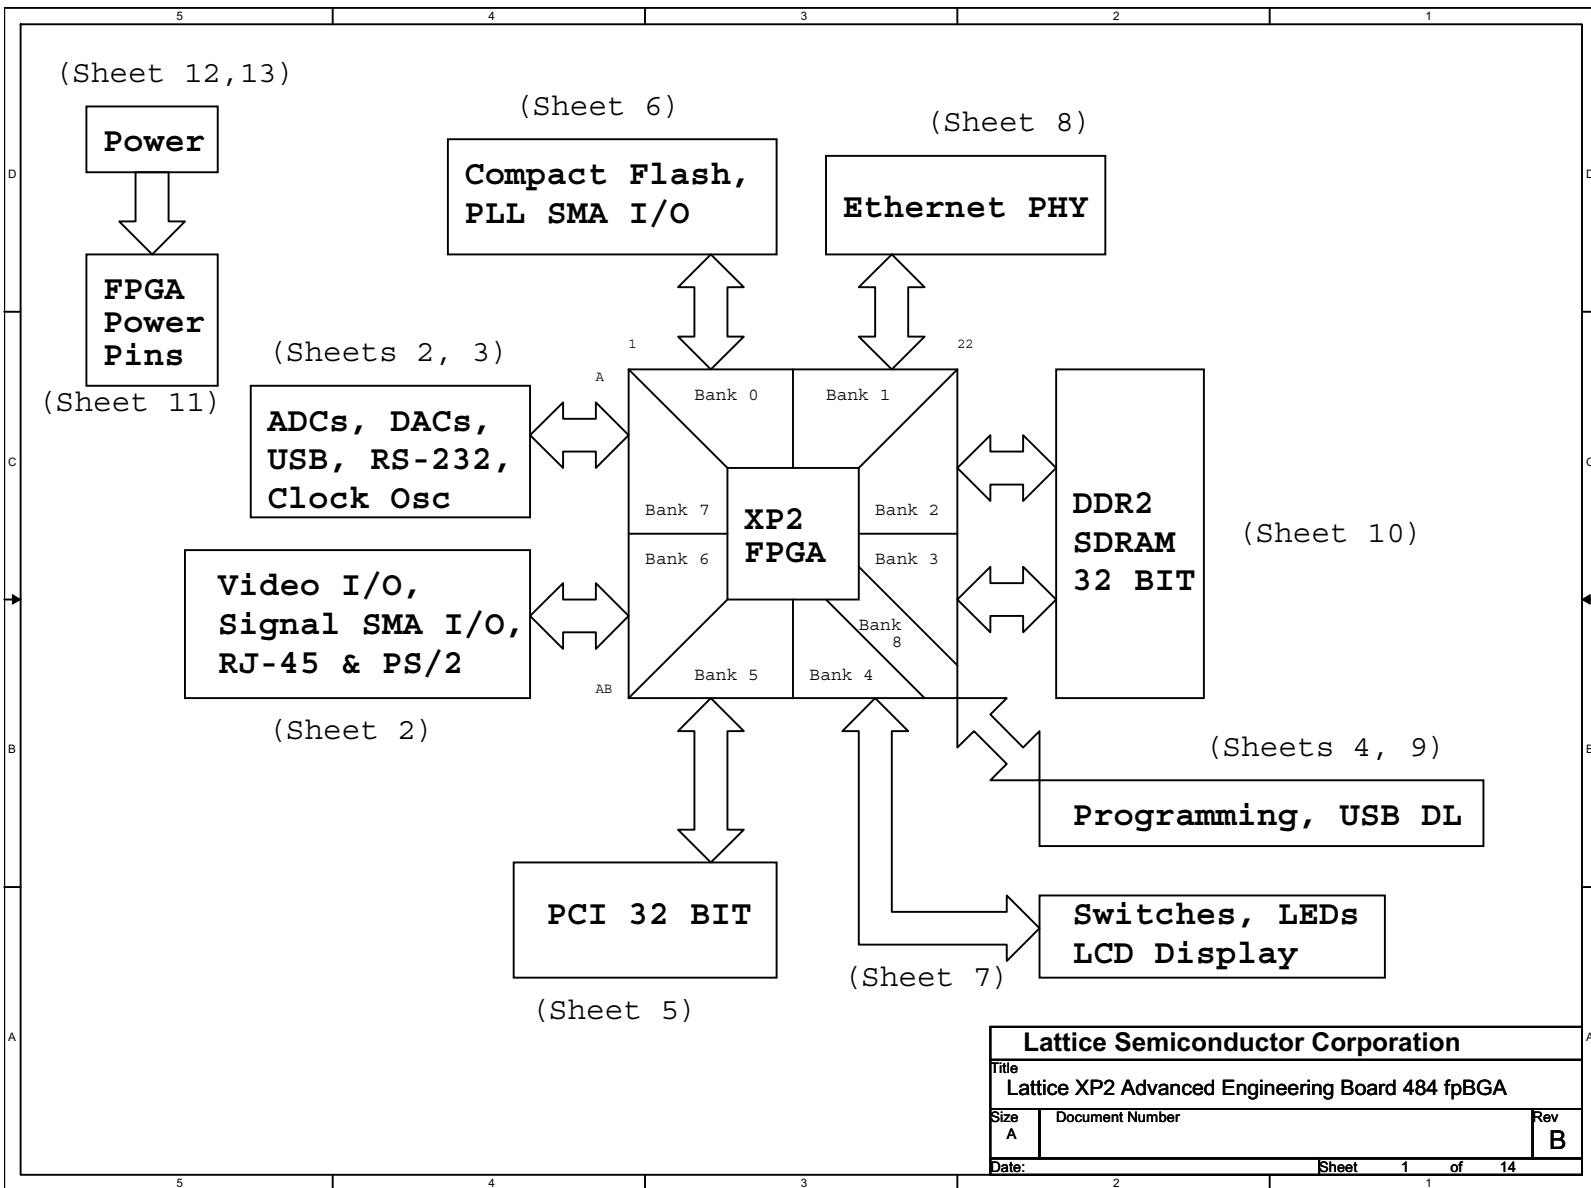 5 4 3 2 1
(Sheet 12,13)
Power
FPGA
Power
Pins
(Sheet 11)
(Sheet 6)
Compact Flash,
PLL SMA I/O
(Sheet 8)
Ethernet PHY
(Sheets 2, 3)
ADCs, DACs,
USB, RS-232,
Clock Osc
Video I/O,
Signal SMA I/O,
RJ-45 & PS/2
(Sheet 2)
1
22
A
AB
Bank 0
Bank 1
Bank 7
Bank 2
XP2
FPGA
Bank 6
Bank 3
Bank
8
Bank 5
Bank 4
DDR2
SDRAM
32 BIT
(Sheet 10)
(Sheets 4, 9)
Programming, USB DL
PCI 32 BIT
(Sheet 5)
Switches, LEDs
LCD Display
(Sheet 7)
D
C
B
A
D
C
B
A
Lattice Semiconductor Corporation
Title
Lattice XP2 Advanced Engineering Board 484 fpBGA
Size
A
Document Number
Rev
B
Date:
Sheet 1 of 14
5 4 3 2 1